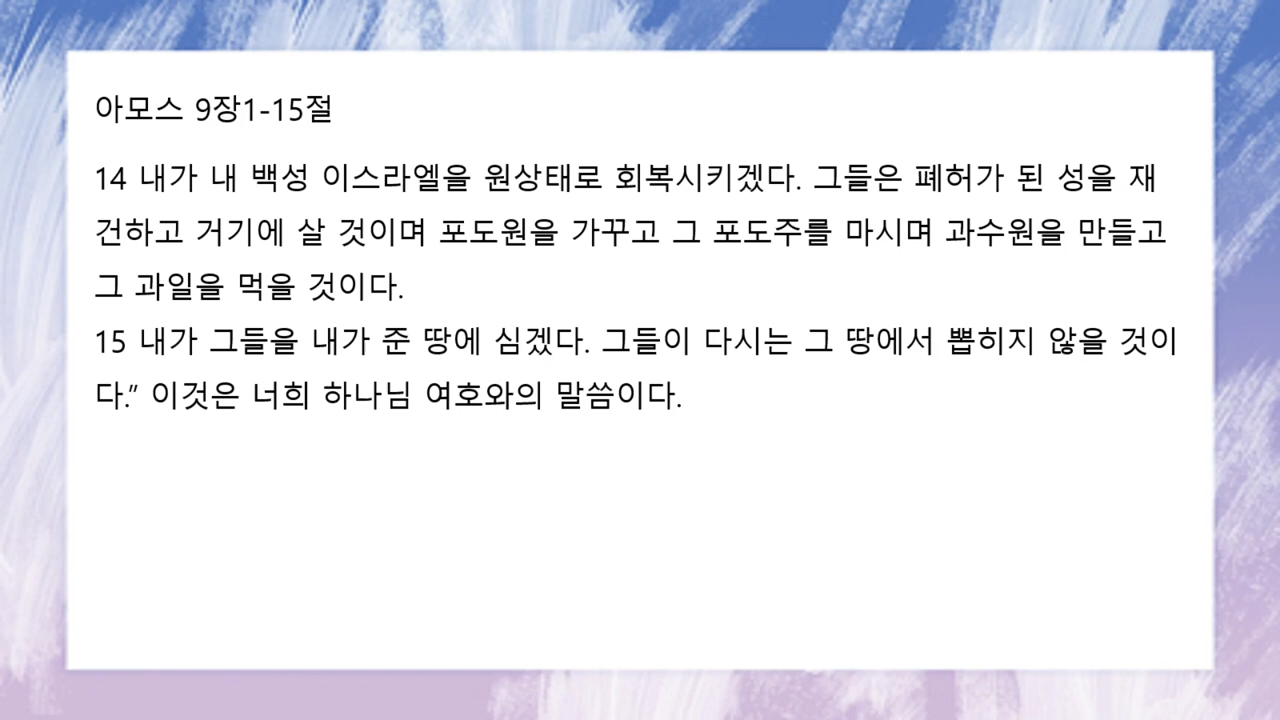 아모스 9장1-15절
14 내가 내 백성 이스라엘을 원상태로 회복시키겠다. 그들은 폐허가 된 성을 재
건하고 거기에 살 것이며 포도원을 가꾸고 그 포도주를 마시며 과수원을 만들고
그 과일을 먹을 것이다.
15 내가 그들을 내가 준 땅에 심겠다. 그들이 다시는 그 땅에서 뽑히지 않을 것이
다.” 이것은 너희 하나님 여호와의 말씀이다.